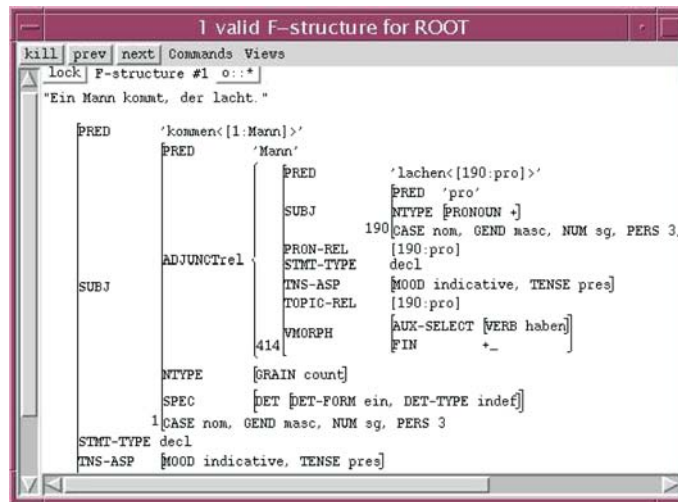 1 valid F-structure for ROOT
kill prev next Commands Views
lock F-structure #1 o::*
"Ein Mann kommt, der lacht."
PRED 'kommen<[1:Mann]>'
PRED 'Mann'
PRED 'lachen<[190:pro]>'
PRED 'pro'
SUBJ NTYPE [PRONOUN +]
190 CASE nom, GEND masc, NUM sg, PERS 3,
PRON-REL [190:pro]
ADJUNCTrel STMT-TYPE decl
SUBJ TNS-ASP [MOOD indicative, TENSE pres]
TOPIC-REL [190:pro]
VMORPH [AUX-SELECT [VERB haben]
414 FIN +_]
NTYPE [GRAIN count]
SPEC [DET [DET-FORM ein, DET-TYPE indef]]
1 CASE nom, GEND masc, NUM sg, PERS 3
STMT-TYPE decl
TNS-ASP [MOOD indicative, TENSE pres]